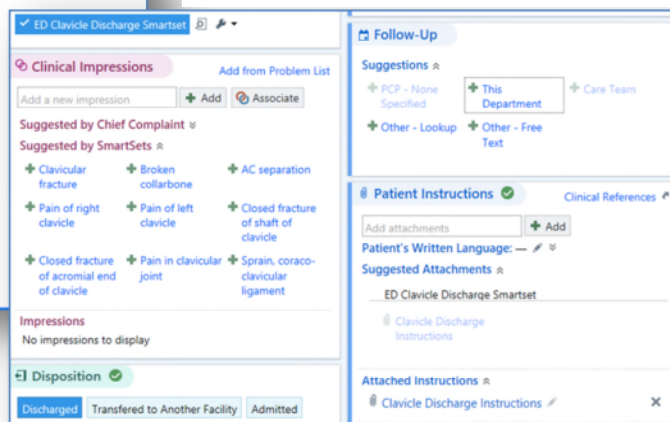 ED Clavicle Discharge Smartset
Clinical Impressions
Add from Problem List
Add a new impression
Add
Associate
Suggested by Chief Complaint
Suggested by SmartSets
Clavicular
fracture
Broken
collarbone
AC separation
Pain of right
clavicle
Pain of left
clavicle
Closed fracture
of shaft of
clavicle
Closed fracture
of acromial end
of clavicle
Pain in clavicular
joint
Sprain, coraco-
clavicular
ligament
Impressions
No impressions to display
Disposition
Discharged
Transfered to Another Facility
Admitted
Follow-Up
Suggestions
PCP - None
Specified
This
Department
Care Team
Other - Lookup
Other - Free
Text
Patient Instructions
Clinical References
Add attachments
Add
Patient's Written Language: —
Suggested Attachments
ED Clavicle Discharge Smartset
Clavicle Discharge
Instructions
Attached Instructions
Clavicle Discharge Instructions